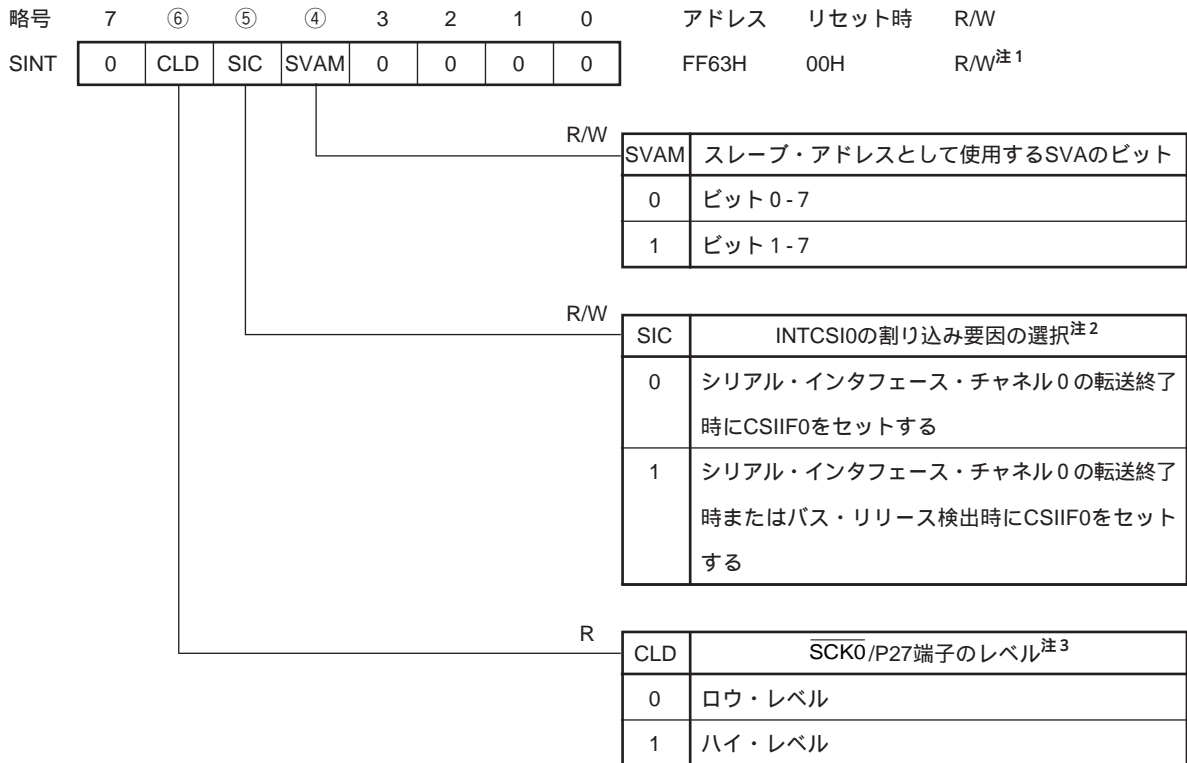 略号 7 ⑥ ⑤ ④ 3 2 1 0 アドレス リセット時 R/W
SINT 0 CLD SIC SVAM 0 0 0 0 FF63H 00H R/W注1
R/W
SVAM スレーブ・アドレスとして使用するSVAのビット
0 ビット0-7
1 ビット1-7
R/W
SIC INTCSI0の割り込み要因の選択注2
0 シリアル・インタフェース・チャネル0の転送終了
時にCSIIF0をセットする
1 シリアル・インタフェース・チャネル0の転送終了
時またはバス・リリース検出時にCSIIF0をセット
する
R
CLD SCK0/P27端子のレベル注3
0 ロウ・レベル
1 ハイ・レベル